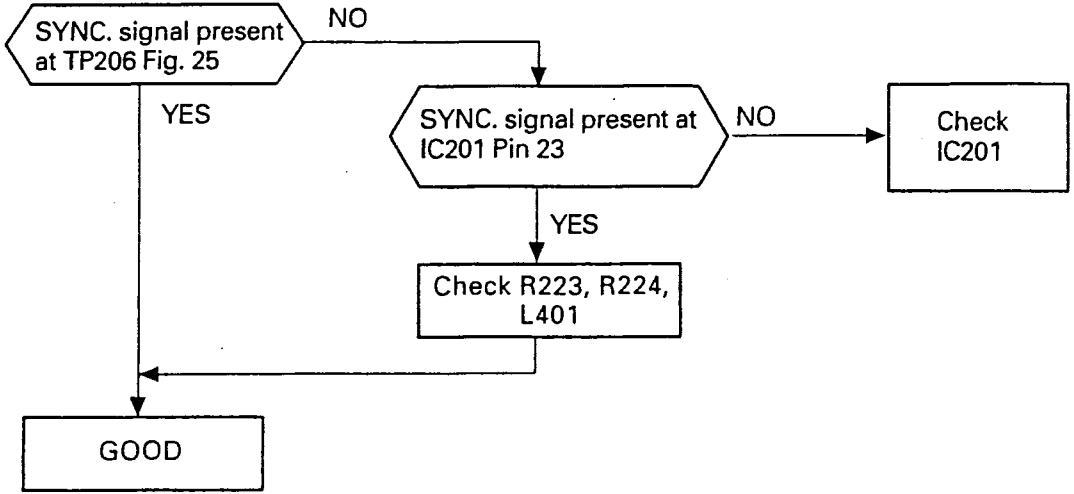 SYNC. signal present
at TP206 Fig. 25
NO
YES
SYNC. signal present at
IC201 Pin 23
NO
Check
IC201
YES
Check R223, R224,
L401
GOOD